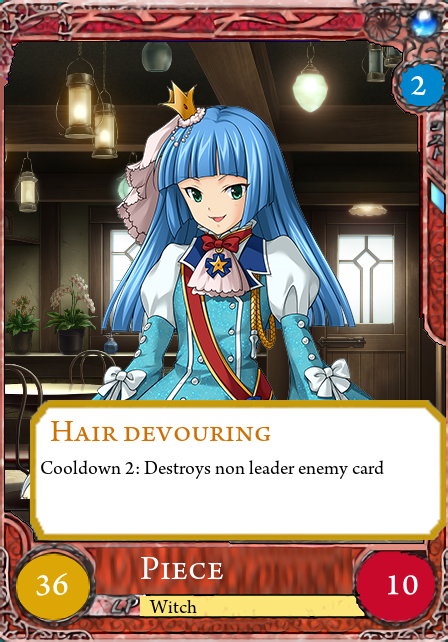 2
Hair devouring
Cooldown 2: Destroys non leader enemy card
Piece
36
10
LP
Witch